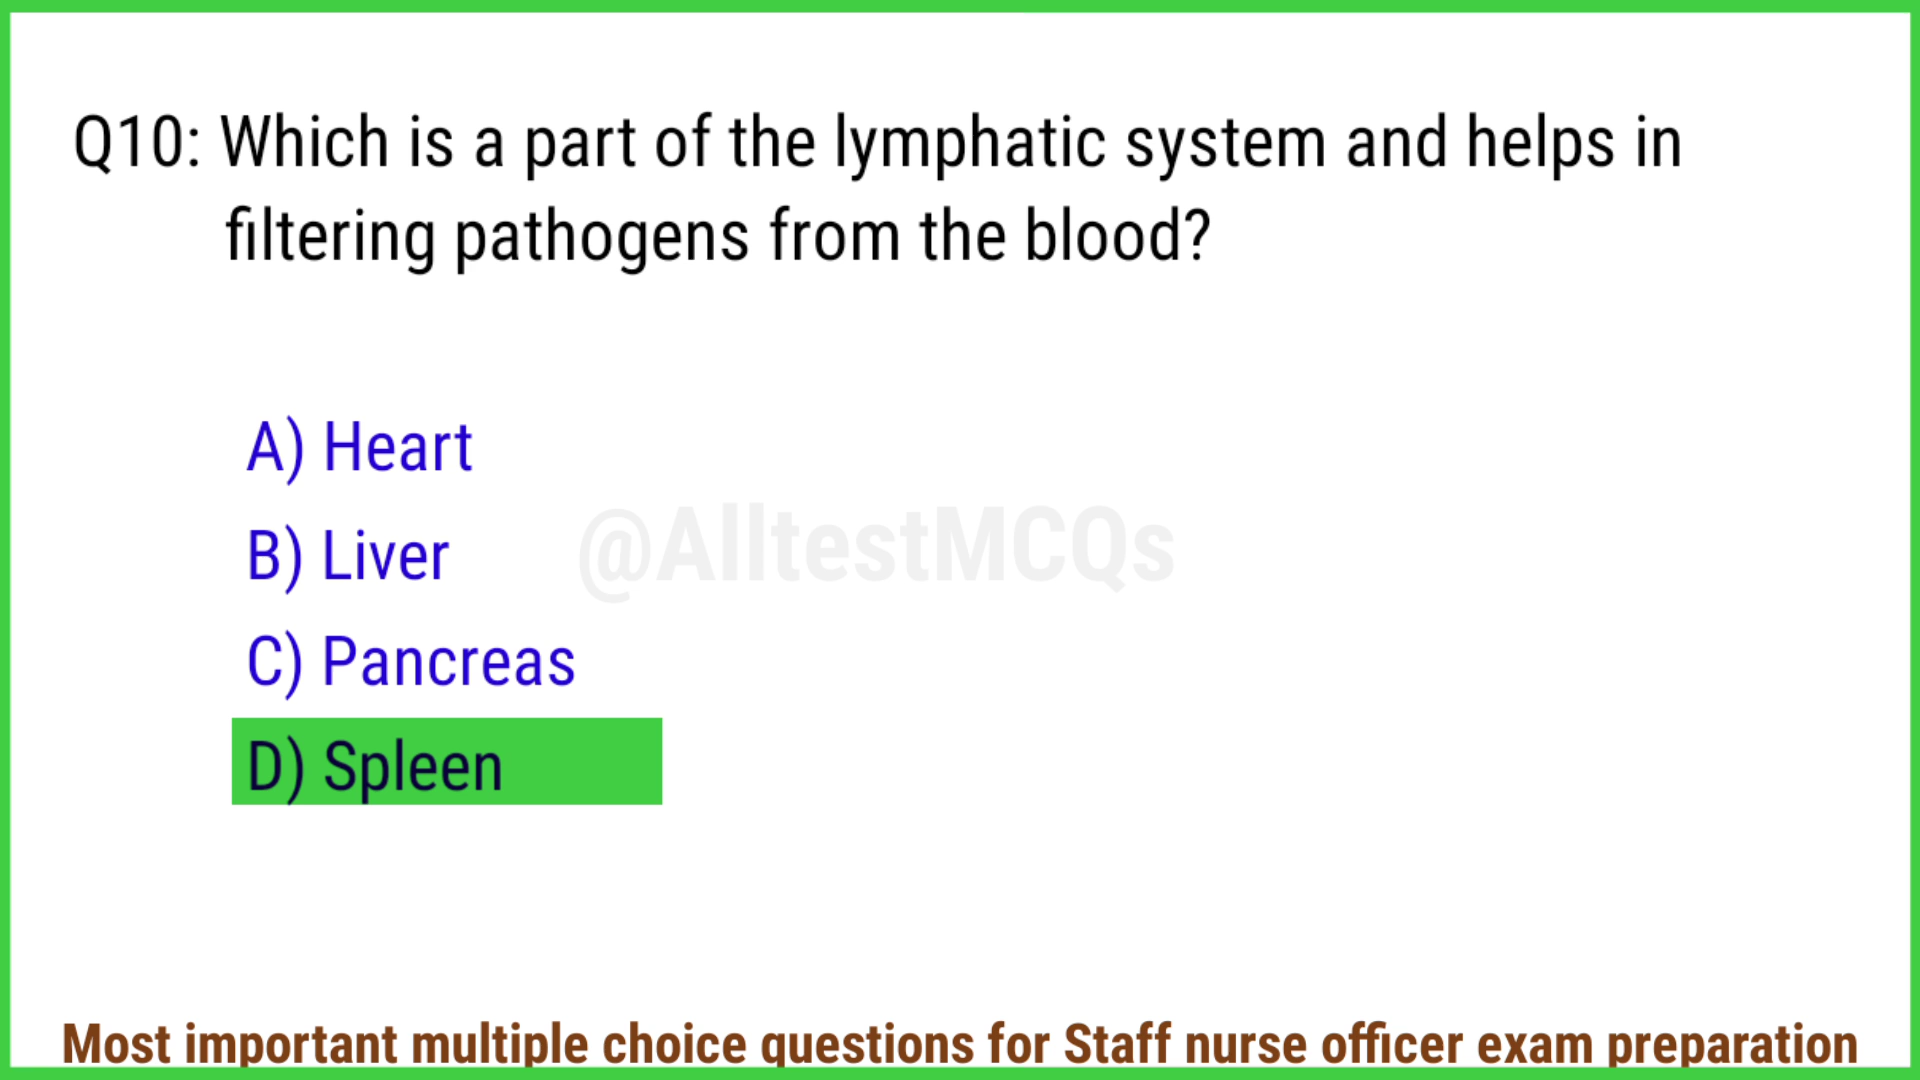 Q10: Which is a part of the lymphatic system and helps in
filtering pathogens from the blood?
A) Heart
B) Liver
@AlltestMCQs
C) Pancreas
D) Spleen
Most important multiple choice questions for Staff nurse officer exam preparation